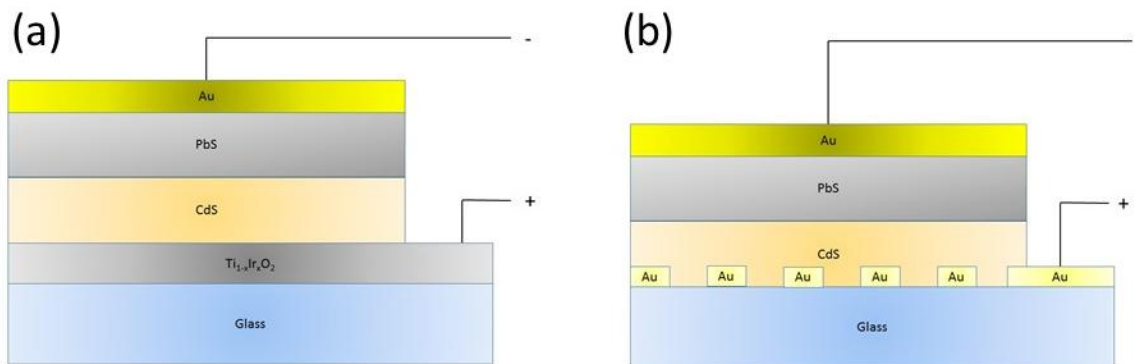 (a)
-
Au
PbS
CdS
+
Ti1-xIrxO2
Glass
(b)
Au
PbS
+
CdS
Au Au Au Au Au Au
Glass